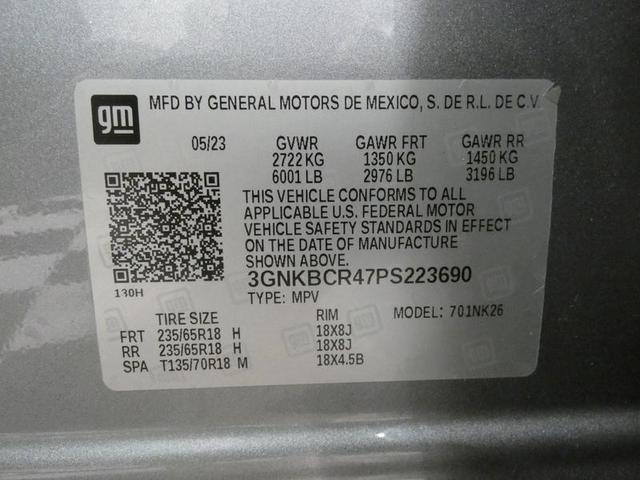 gm
MFD BY GENERAL MOTORS DE MEXICO, S. DE R.L. DE C.V.
05/23 GVWR GAWR FRT GAWR RR
2722 KG 1350 KG 1450 KG
6001 LB 2976 LB 3196 LB
THIS VEHICLE CONFORMS TO ALL
APPLICABLE U.S. FEDERAL MOTOR
VEHICLE SAFETY STANDARDS IN EFFECT
ON THE DATE OF MANUFACTURE
SHOWN ABOVE.
3GNKBCR47PS223690
130H
TYPE: MPV
TIRE SIZE RIM MODEL: 701NK26
FRT 235/65R18 H 18X8J
RR 235/65R18 H 18X8J
SPA T135/70R18 M 18X4.5B